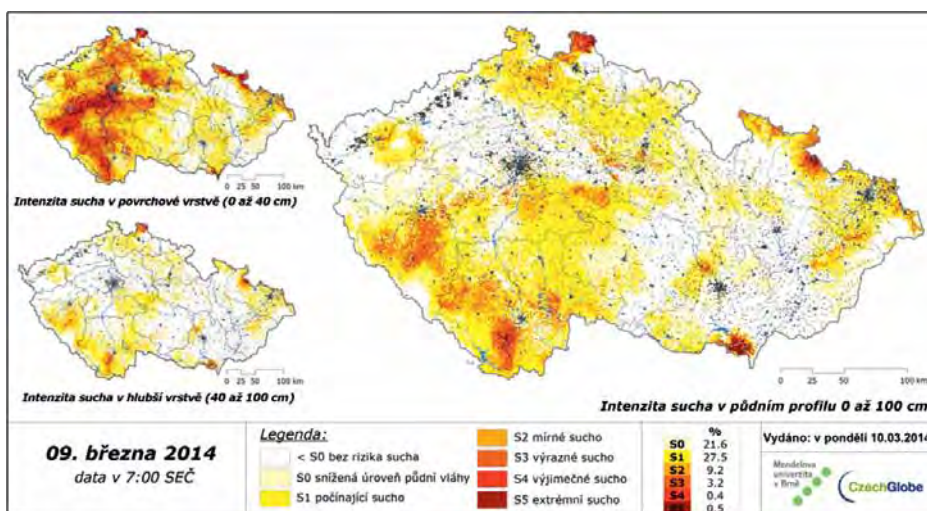 0 25 50 100 km
Intenzita sucha v povrchové vrstvě (0 až 40 cm)
0 25 50 100 km
Intenzita sucha v hlubší vrstvě (40 až 100 cm)
0 25 50 100 km
Intenzita sucha v půdním profilu 0 až 100 cm
09. března 2014
data v 7:00 SEČ
Legenda:
< S0 bez rizika sucha
S0 snížená úroveň půdní vláhy
S1 počínající sucho
S2 mírné sucho
S3 výrazné sucho
S4 výjimečné sucho
S5 extrémní sucho
%
S0 21.6
S1 27.5
S2 9.2
S3 3.2
S4 0.4
0.5
Vydáno: v pondělí 10.03.2014
Mendelova
univerzita
v Brně
CzechGlobe